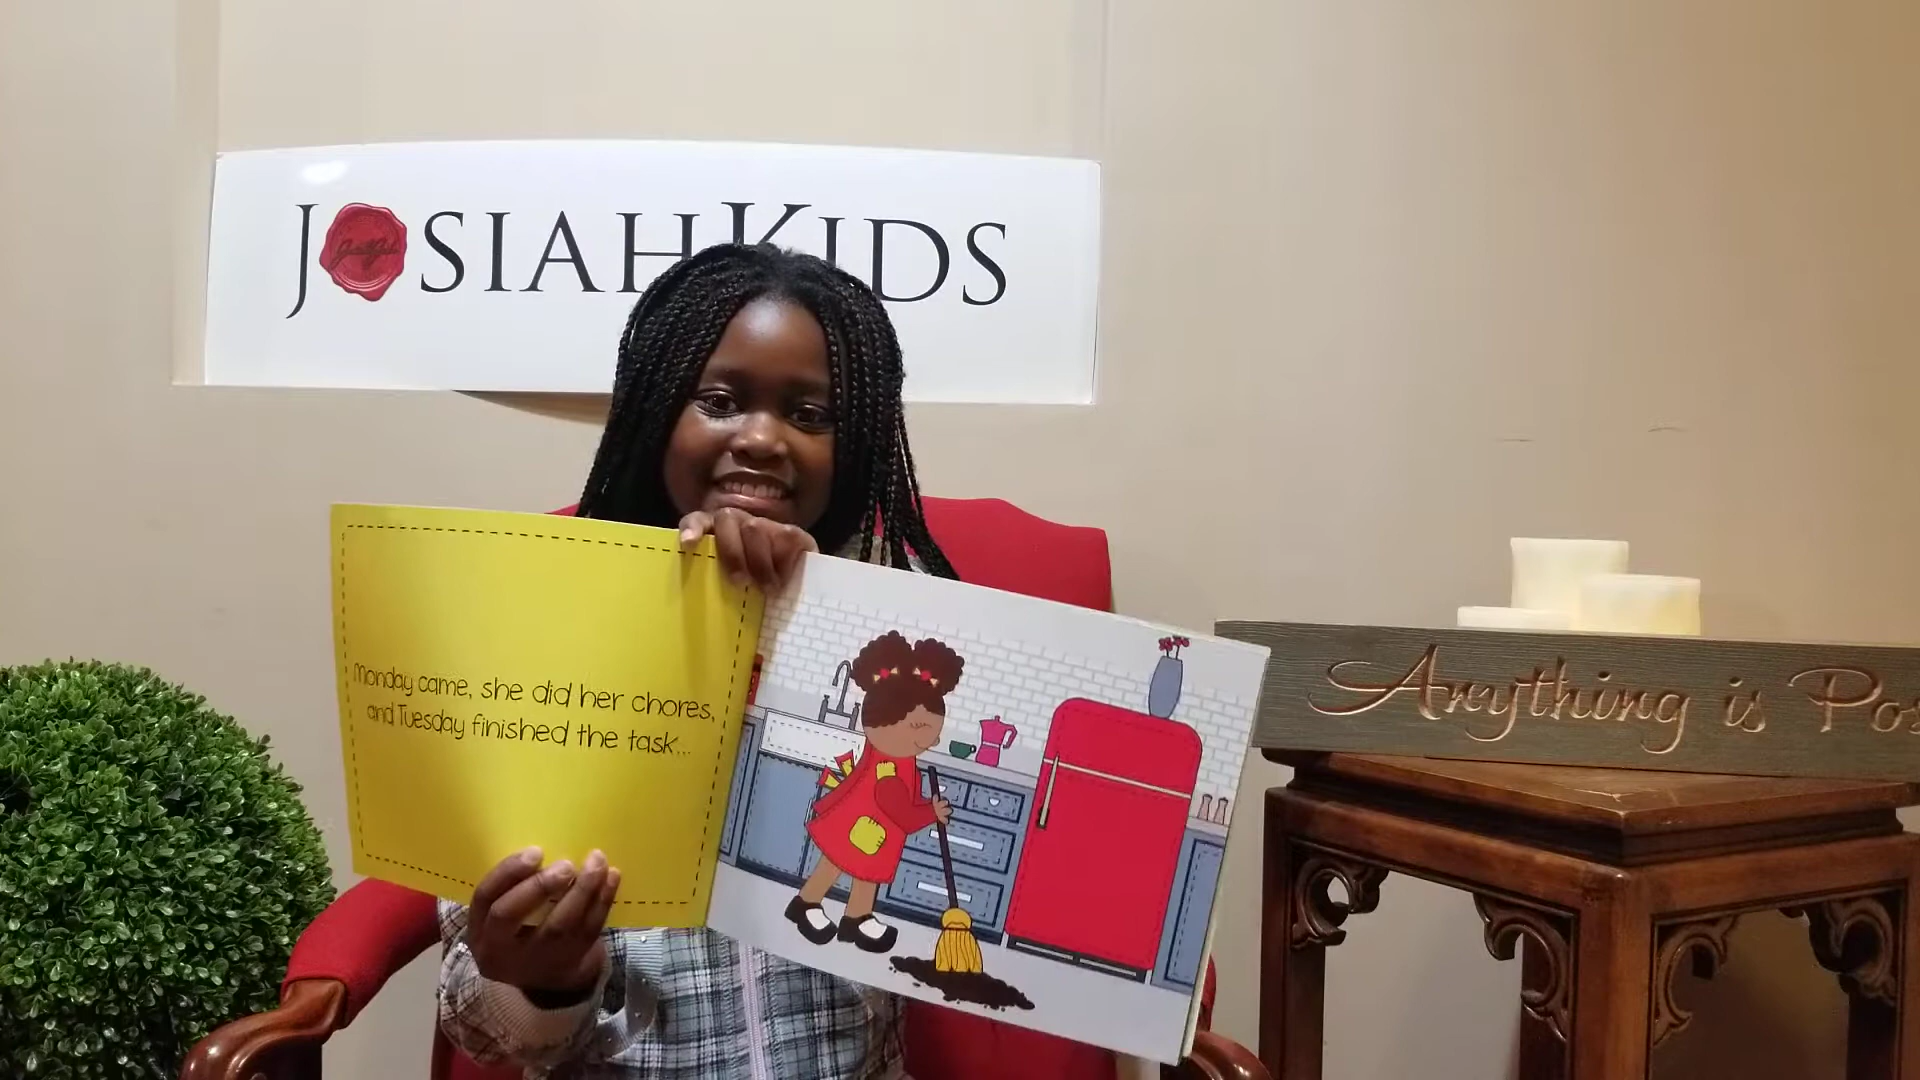 JOSIAHKIDS
Monday came, she did her chores,
and Tuesday finished the task...
Anything is Pos